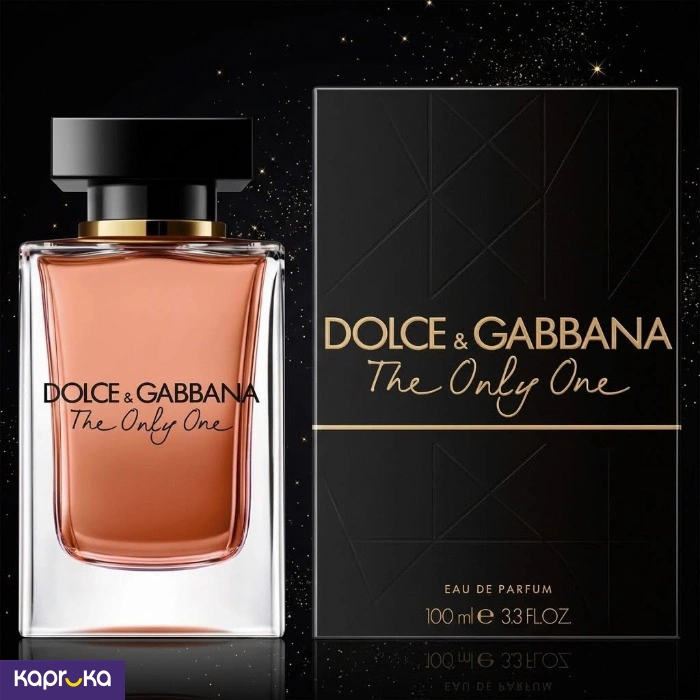 DOLCE & GABBANA
The Only One
DOLCE & GABBANA
The Only One
EAU DE PARFUM
100 ml e 3.3 FL.OZ.
kapruka